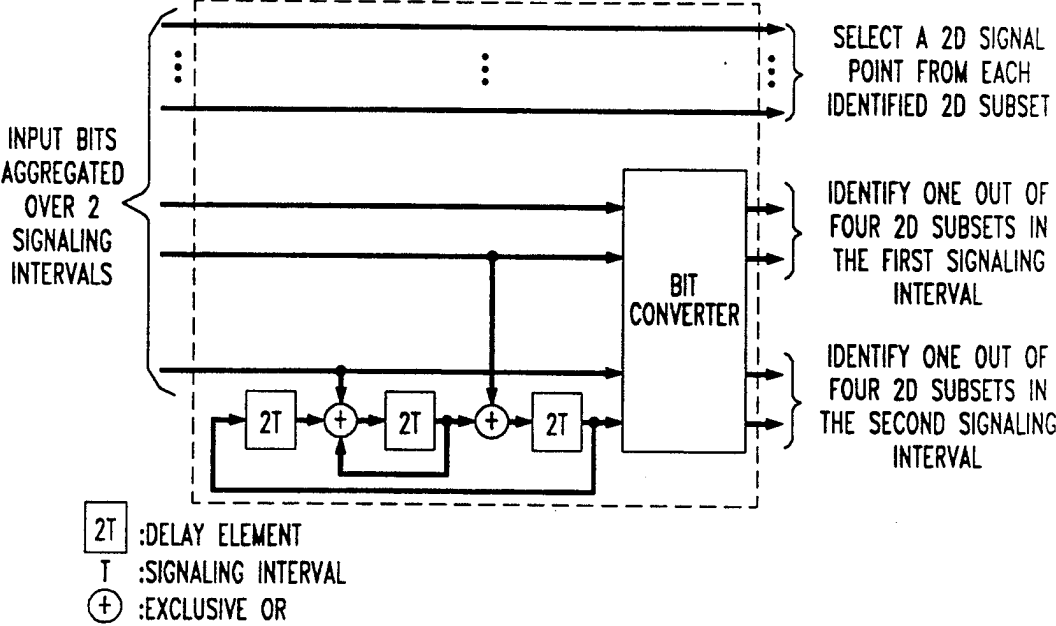 INPUT BITS
AGGREGATED
OVER 2
SIGNALING
INTERVALS
SELECT A 2D SIGNAL
POINT FROM EACH
IDENTIFIED 2D SUBSET
BIT
CONVERTER
IDENTIFY ONE OUT OF
FOUR 2D SUBSETS IN
THE FIRST SIGNALING
INTERVAL
IDENTIFY ONE OUT OF
FOUR 2D SUBSETS IN
THE SECOND SIGNALING
INTERVAL
2T + 2T + 2T
2T :DELAY ELEMENT
T :SIGNALING INTERVAL
+ :EXCLUSIVE OR